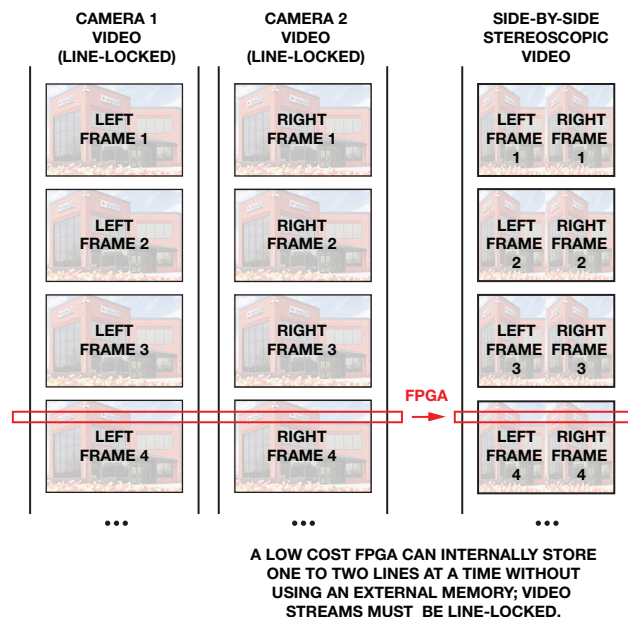 CAMERA 1
VIDEO
(LINE-LOCKED)
CAMERA 2
VIDEO
(LINE-LOCKED)
SIDE-BY-SIDE
STEREOSCOPIC
VIDEO
LEFT
FRAME 1
RIGHT
FRAME 1
LEFT
FRAME
1
RIGHT
FRAME
1
LEFT
FRAME 2
RIGHT
FRAME 2
LEFT
FRAME
2
RIGHT
FRAME
2
LEFT
FRAME 3
RIGHT
FRAME 3
LEFT
FRAME
3
RIGHT
FRAME
3
FPGA
LEFT
FRAME 4
RIGHT
FRAME 4
LEFT
FRAME
4
RIGHT
FRAME
4
•••
•••
•••
A LOW COST FPGA CAN INTERNALLY STORE
ONE TO TWO LINES AT A TIME WITHOUT
USING AN EXTERNAL MEMORY; VIDEO
STREAMS MUST BE LINE-LOCKED.